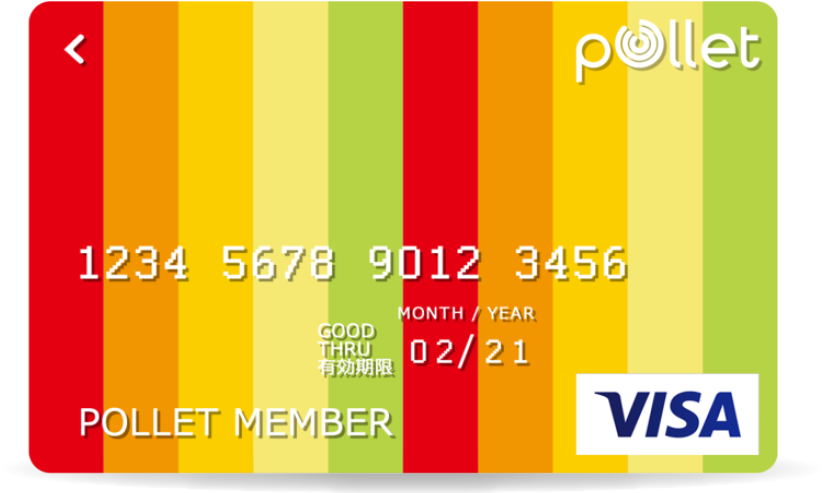 pollet
1234 5678 9012 3456
MONTH / YEAR
GOOD
THRU
有効期限
02/21
POLLET MEMBER
VISA